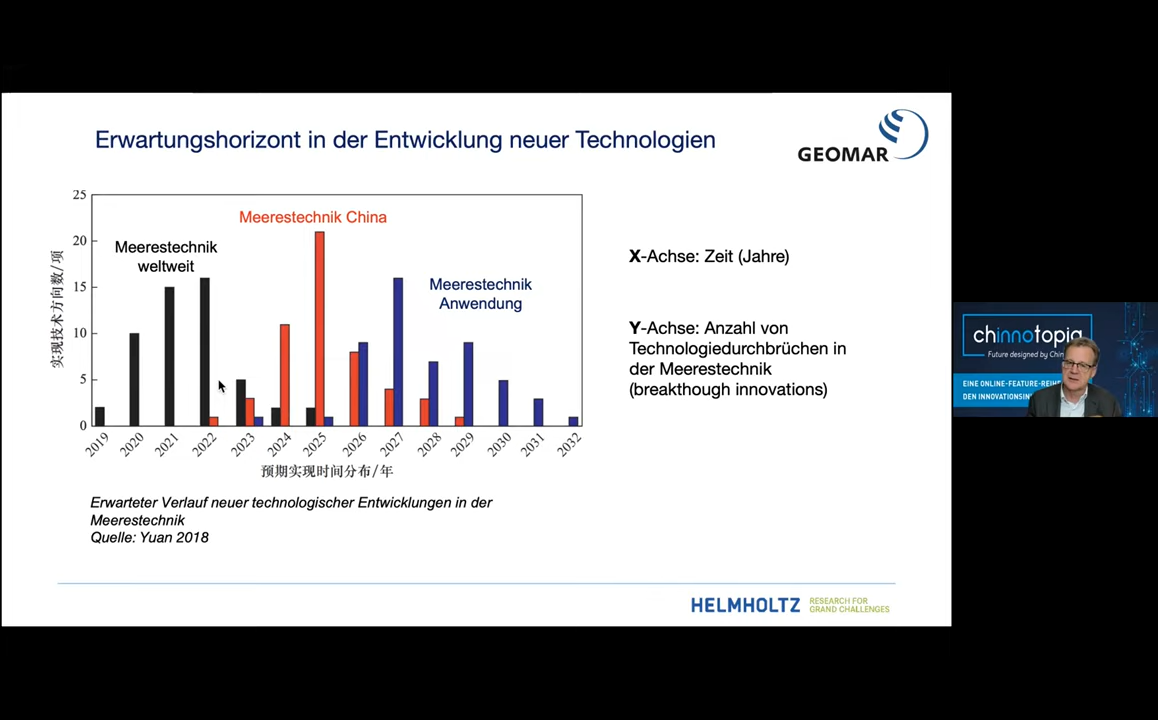 Erwartungshorizont in der Entwicklung neuer Technologien
GEOMAR
25
20
15
10
5
0
实现技术方向数/项
Meerestechnik China
Meerestechnik
weltweit
Meerestechnik
Anwendung
2019
2020
2021
2022
2023
2024
2025
2026
2027
2028
2029
2030
2031
2032
预期实现时间分布/年
Erwarteter Verlauf neuer technologischer Entwicklungen in der
Meerestechnik
Quelle: Yuan 2018
X-Achse: Zeit (Jahre)
Y-Achse: Anzahl von
Technologiedurchbrüchen in
der Meerestechnik
(breakthough innovations)
HELMHOLTZ
RESEARCH FOR
GRAND CHALLENGES
chinnotopia
Future designed by
EINE ONLINE-FEATURE-REIHE
DEN